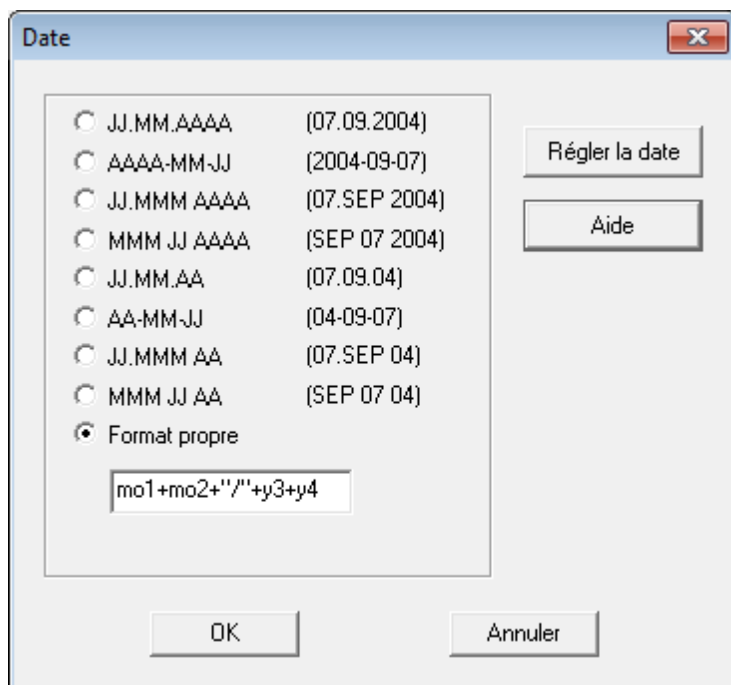 Date
JJ.MM.AAAA (07.09.2004)
AAAA-MM-JJ (2004-09-07)
JJ.MMM AAAA (07.SEP 2004)
MMM JJ AAAA (SEP 07 2004)
JJ.MM.AA (07.09.04)
AA-MM-JJ (04-09-07)
JJ.MMM AA (07.SEP 04)
MMM JJ AA (SEP 07 04)
Format propre
mo1+mo2+"/"+y3+y4
Régler la date
Aide
OK
Annuler